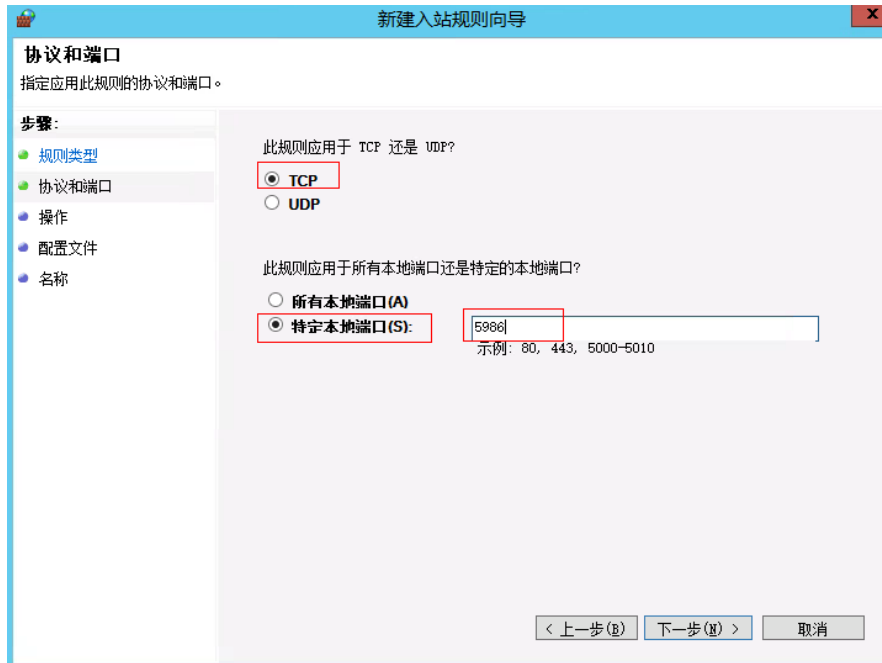 新建入站规则向导
x
协议和端口
指定应用此规则的协议和端口。
步骤:
规则类型
协议和端口
操作
配置文件
名称
此规则应用于 TCP 还是 UDP?
TCP
UDP
此规则应用于所有本地端口还是特定的本地端口?
所有本地端口(A)
特定本地端口(S):
5986
示例: 80, 443, 5000-5010
< 上一步(B)
下一步(N) >
取消